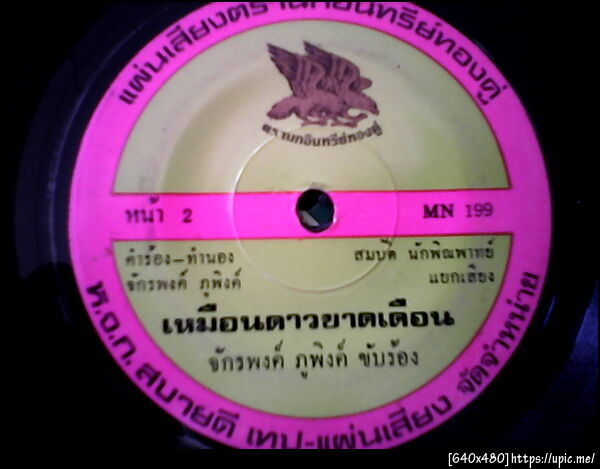 แผ่นเสียงตรานกอินทรีย์ทองคู่
ตรานกอินทรีย์ทองคู่
หน้า 2
MN 199
คำร้อง-ทำนอง
จักรพงค์ ภูพิงค์
สมบัติ นักพิณพาทย์
แยกเสียง
เหมือนดาวขาดเดือน
จักรพงค์ ภูพิงค์ ขับร้อง
ห.จ.ก. สบายดี เทป-แผ่นเสียง จัดจำหน่าย
[640x480]https://upic.me/